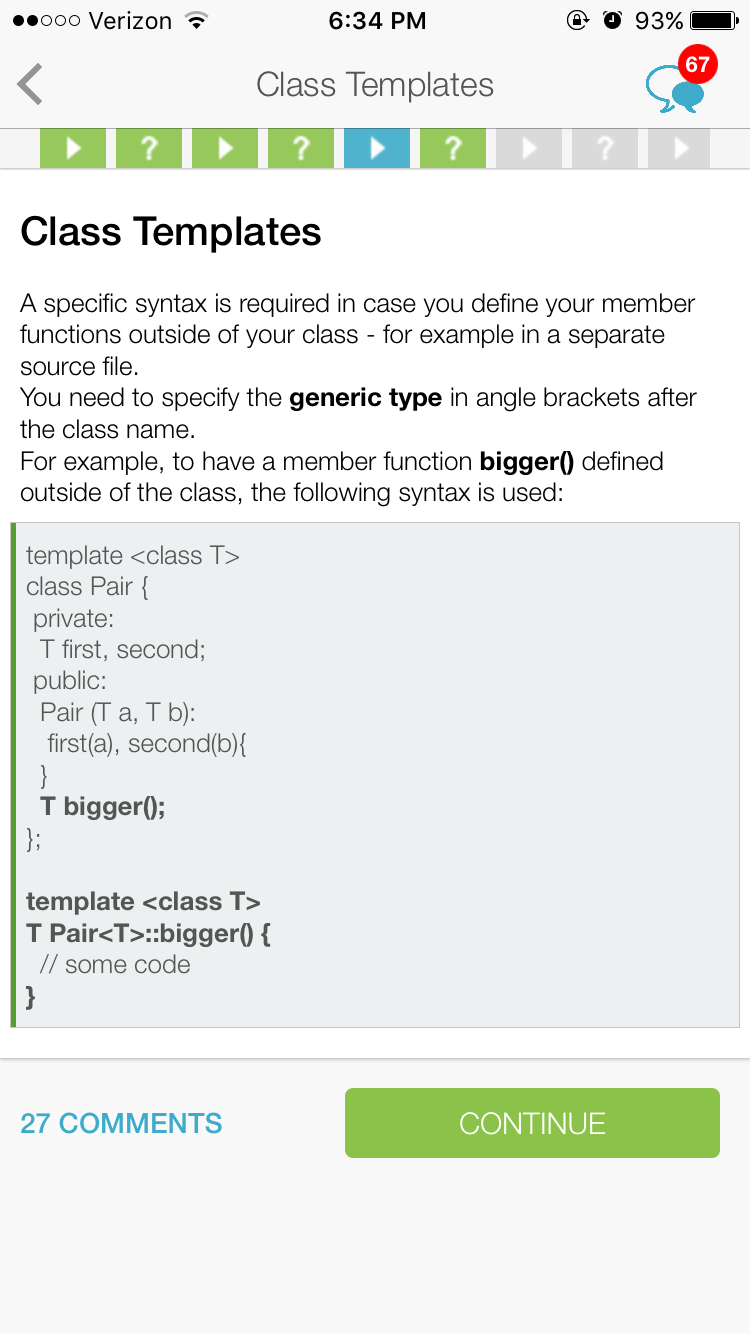 Verizon 6:34 PM 93%
Class Templates 67
? ? ? ?
Class Templates
A specific syntax is required in case you define your member
functions outside of your class - for example in a separate
source file.
You need to specify the generic type in angle brackets after
the class name.
For example, to have a member function bigger() defined
outside of the class, the following syntax is used:
template <class T>
class Pair {
private:
T first, second;
public:
Pair (T a, T b):
first(a), second(b){
}
T bigger();
};
template <class T>
T Pair<T>::bigger() {
// some code
}
27 COMMENTS CONTINUE